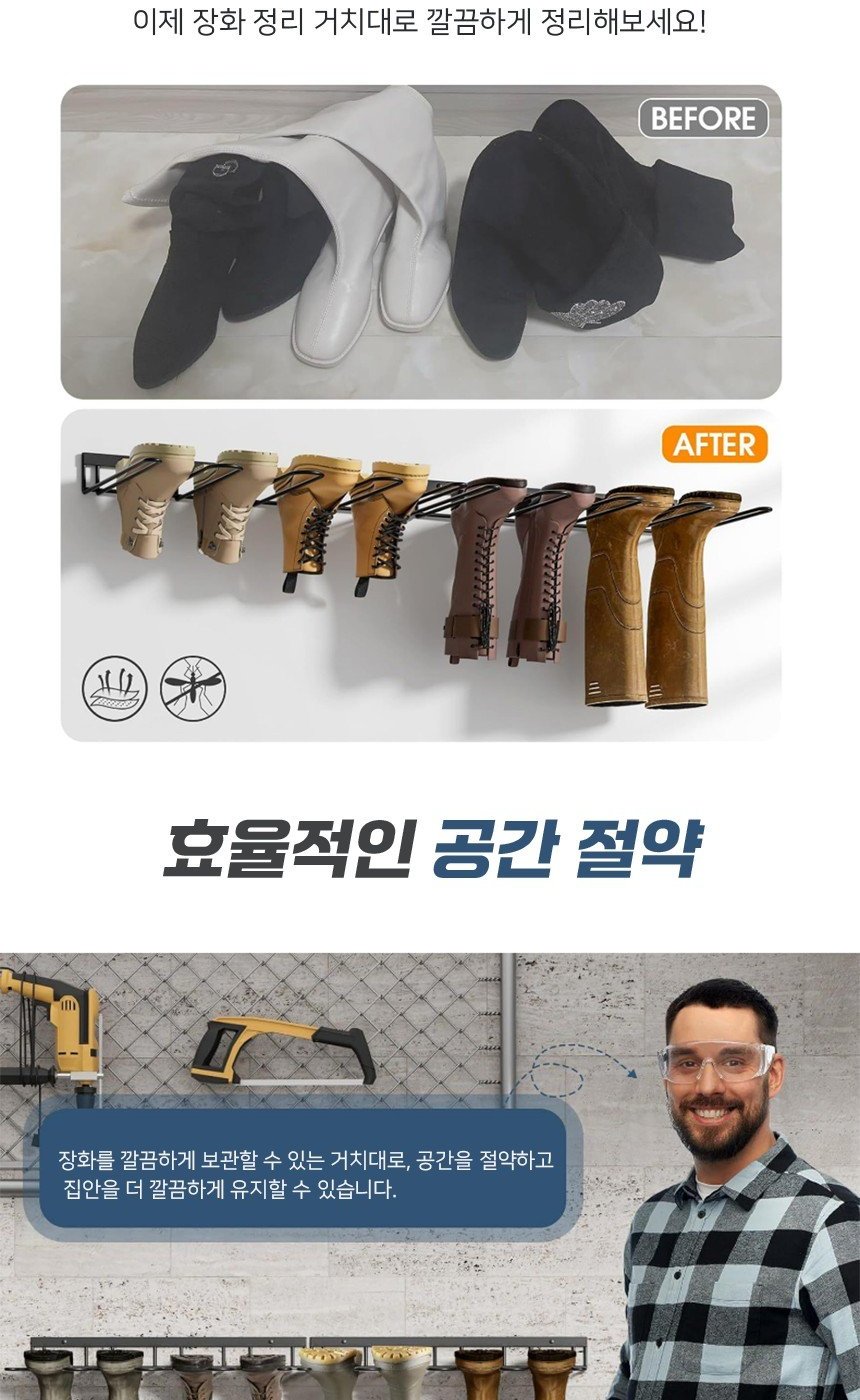 이제 장화 정리 거치대로 깔끔하게 정리해보세요!
BEFORE
AFTER
효율적인 공간 절약
장화를 깔끔하게 보관할 수 있는 거치대로, 공간을 절약하고
집안을 더 깔끔하게 유지할 수 있습니다.